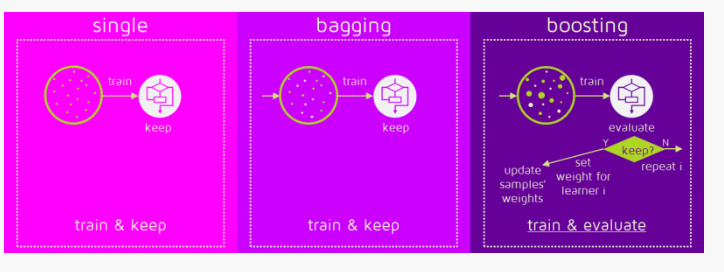 single
train
keep
train & keep
bagging
train
keep
train & keep
boosting
train
evaluate
Y
keep?
N
repeat i
set
weight for
learner i
update
samples'
weights
train & evaluate